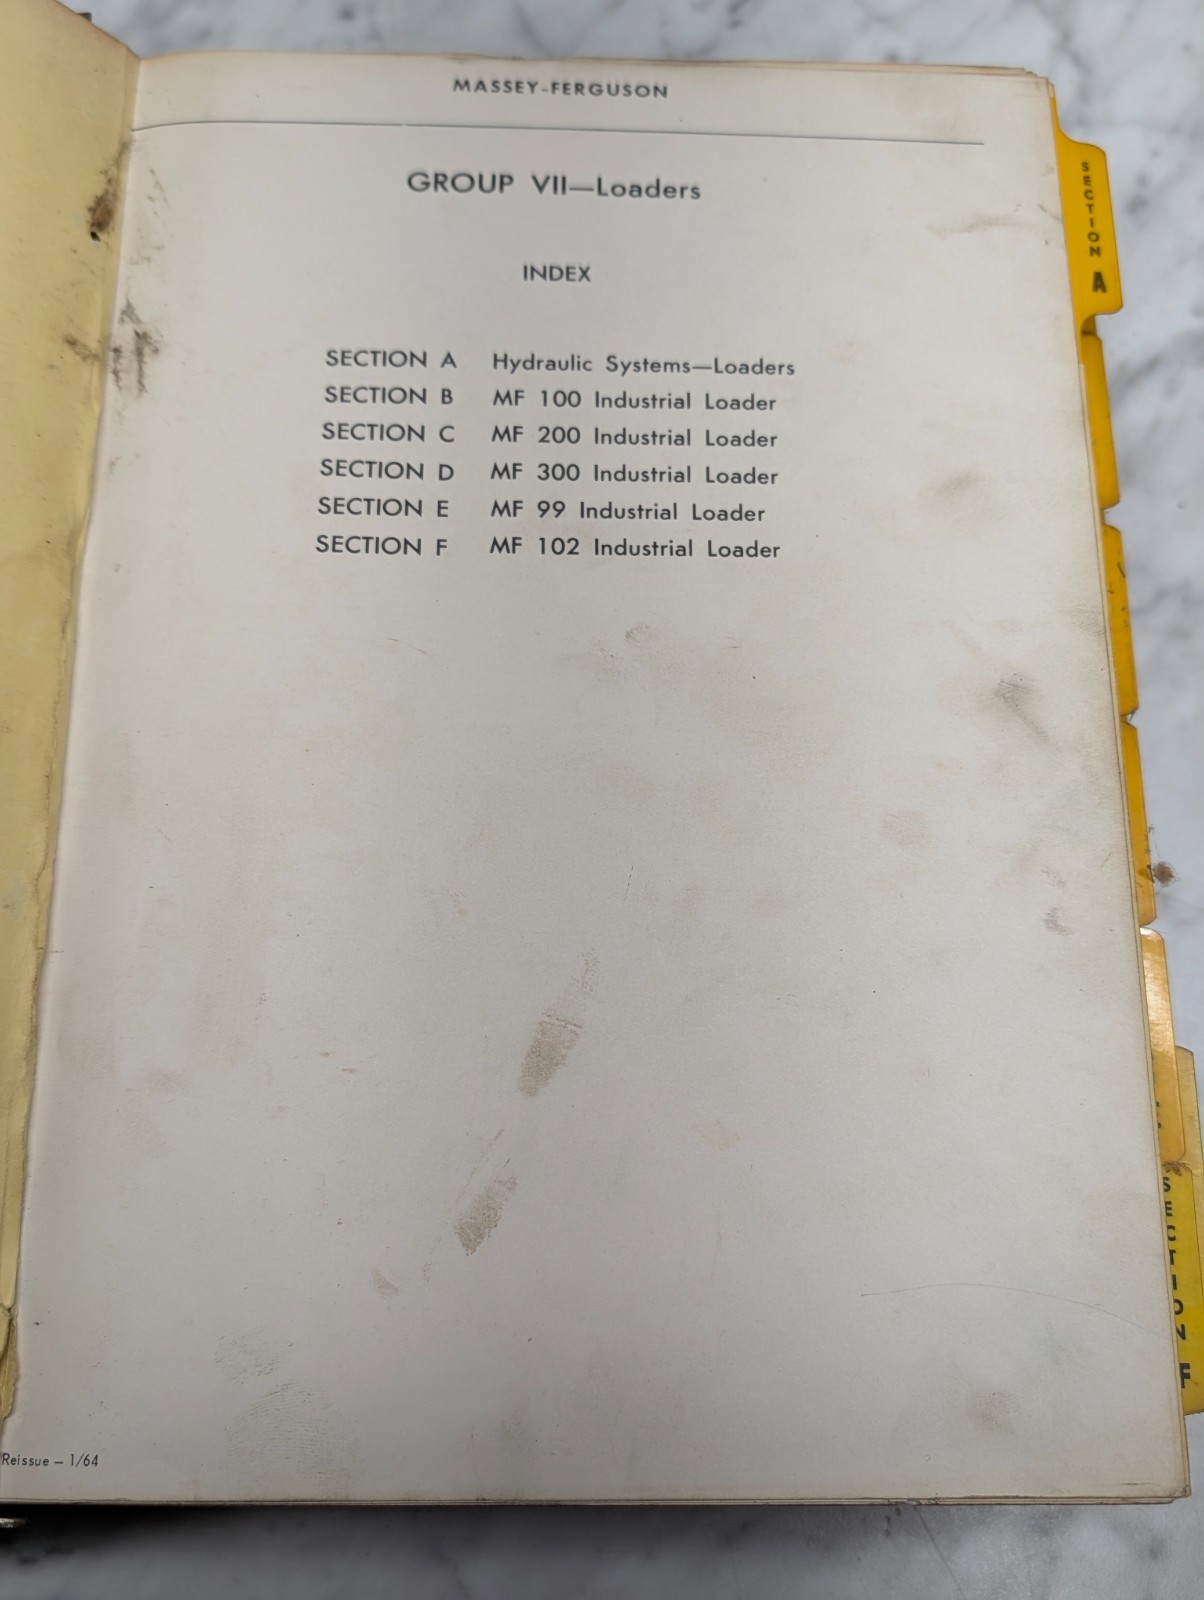 MASSEY-FERGUSON
GROUP VII—Loaders
INDEX
SECTION A Hydraulic Systems—Loaders
SECTION B MF 100 Industrial Loader
SECTION C MF 200 Industrial Loader
SECTION D MF 300 Industrial Loader
SECTION E MF 99 Industrial Loader
SECTION F MF 102 Industrial Loader
Reissue – 1/64
SECTION A
SECTION F